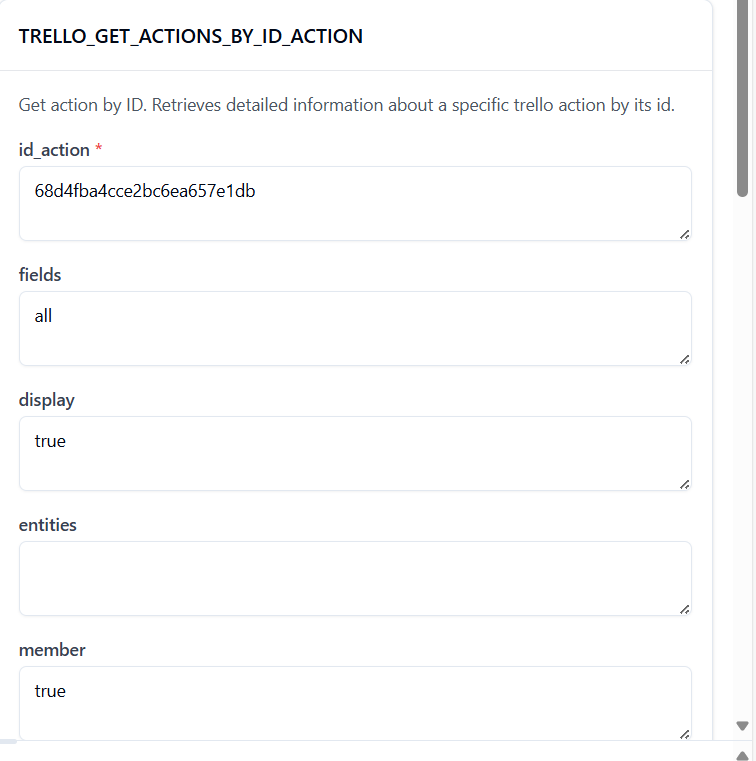 TRELLO_GET_ACTIONS_BY_ID_ACTION
Get action by ID. Retrieves detailed information about a specific trello action by its id.
id_action *
68d4fba4cce2bc6ea657e1db
fields
all
display
true
entities
member
true